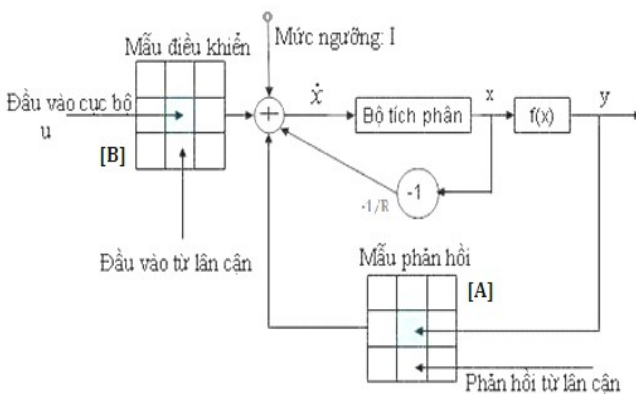 Mức ngưỡng: I
Mẫu điều khiển
Đầu vào cục bộ
u
[B]
+
ẋ
Bộ tích phân
x
f(x)
y
-1
-1/R
Đầu vào từ lân cận
Mẫu phản hồi
[A]
Phản hồi từ lân cận